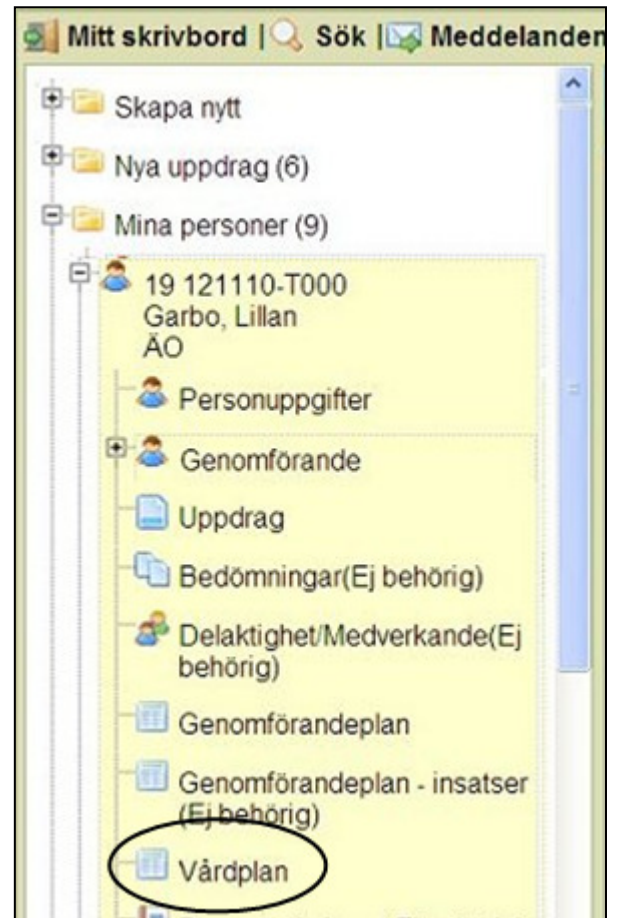 Mitt skrivbord | Sök | Meddelanden
Skapa nytt
Nya uppdrag (6)
Mina personer (9)
19 121110-T000
Garbo, Lillan
ÄO
Personuppgifter
Genomförande
Uppdrag
Bedömningar(Ej behörig)
Delaktighet/Medverkande(Ej
behörig)
Genomförandeplan
Genomförandeplan - insatser
(Ej behörig)
Vårdplan